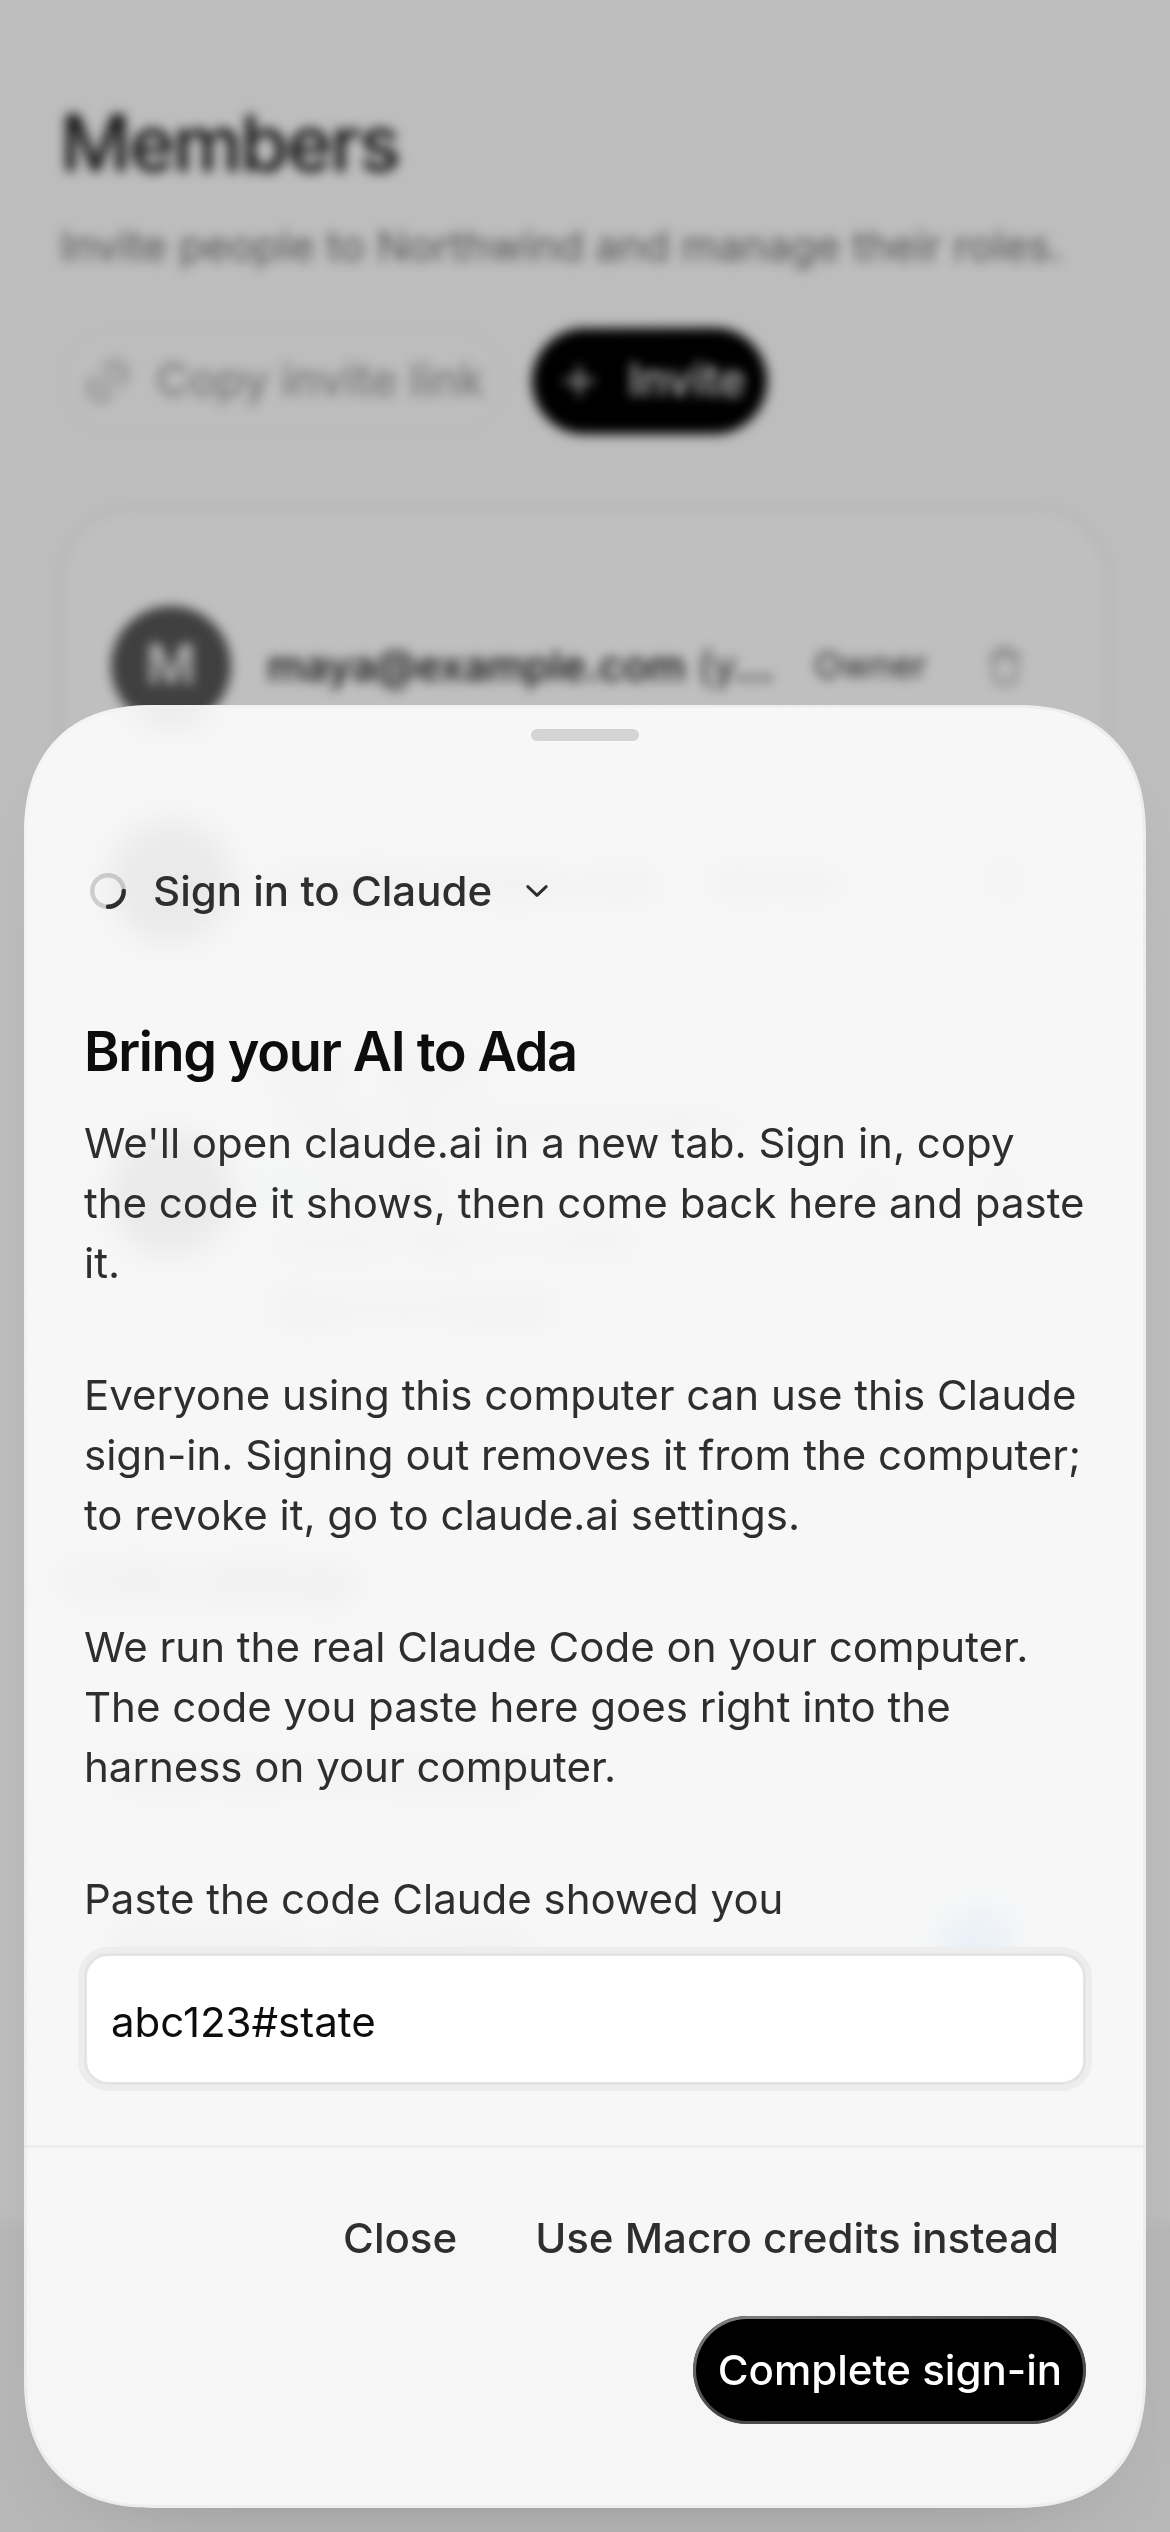 Members
Invite people to Northwind and manage their roles.
Copy invite link
+ Invite
M
maya@example.com (y... Owner
Sign in to Claude
Bring your AI to Ada
We'll open claude.ai in a new tab. Sign in, copy
the code it shows, then come back here and paste
it.
Everyone using this computer can use this Claude
sign-in. Signing out removes it from the computer;
to revoke it, go to claude.ai settings.
We run the real Claude Code on your computer.
The code you paste here goes right into the
harness on your computer.
Paste the code Claude showed you
abc123#state
Close
Use Macro credits instead
Complete sign-in